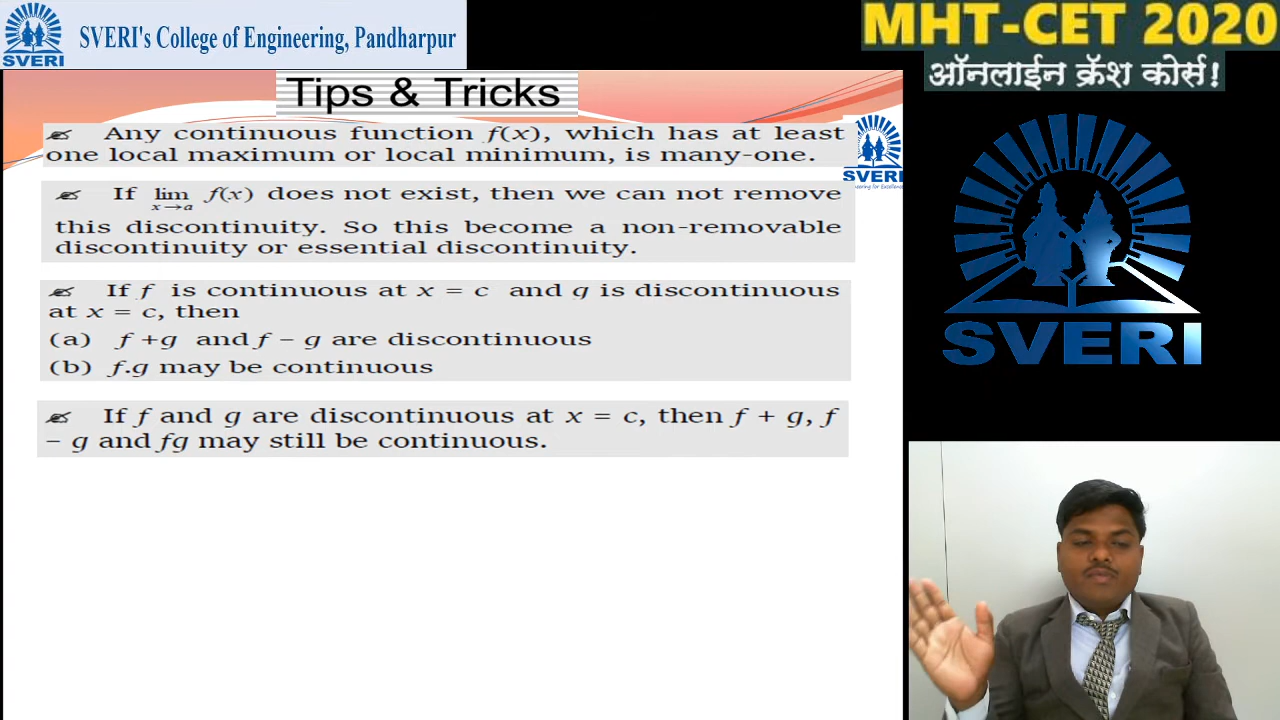 SVERI's College of Engineering, Pandharpur
SVERI
MHT-CET 2020
ऑनलाईन क्रॅश कोर्स!
Tips & Tricks
Any continuous function f(x), which has at least
one local maximum or local minimum, is many-one.
SVERI
If lim x→a f(x) does not exist, then we can not remove
this discontinuity. So this become a non-removable
discontinuity or essential discontinuity.
If f is continuous at x = c and g is discontinuous
at x = c, then
(a) f +g and f – g are discontinuous
(b) f.g may be continuous
If f and g are discontinuous at x = c, then f + g, f
– g and fg may still be continuous.
SVERI